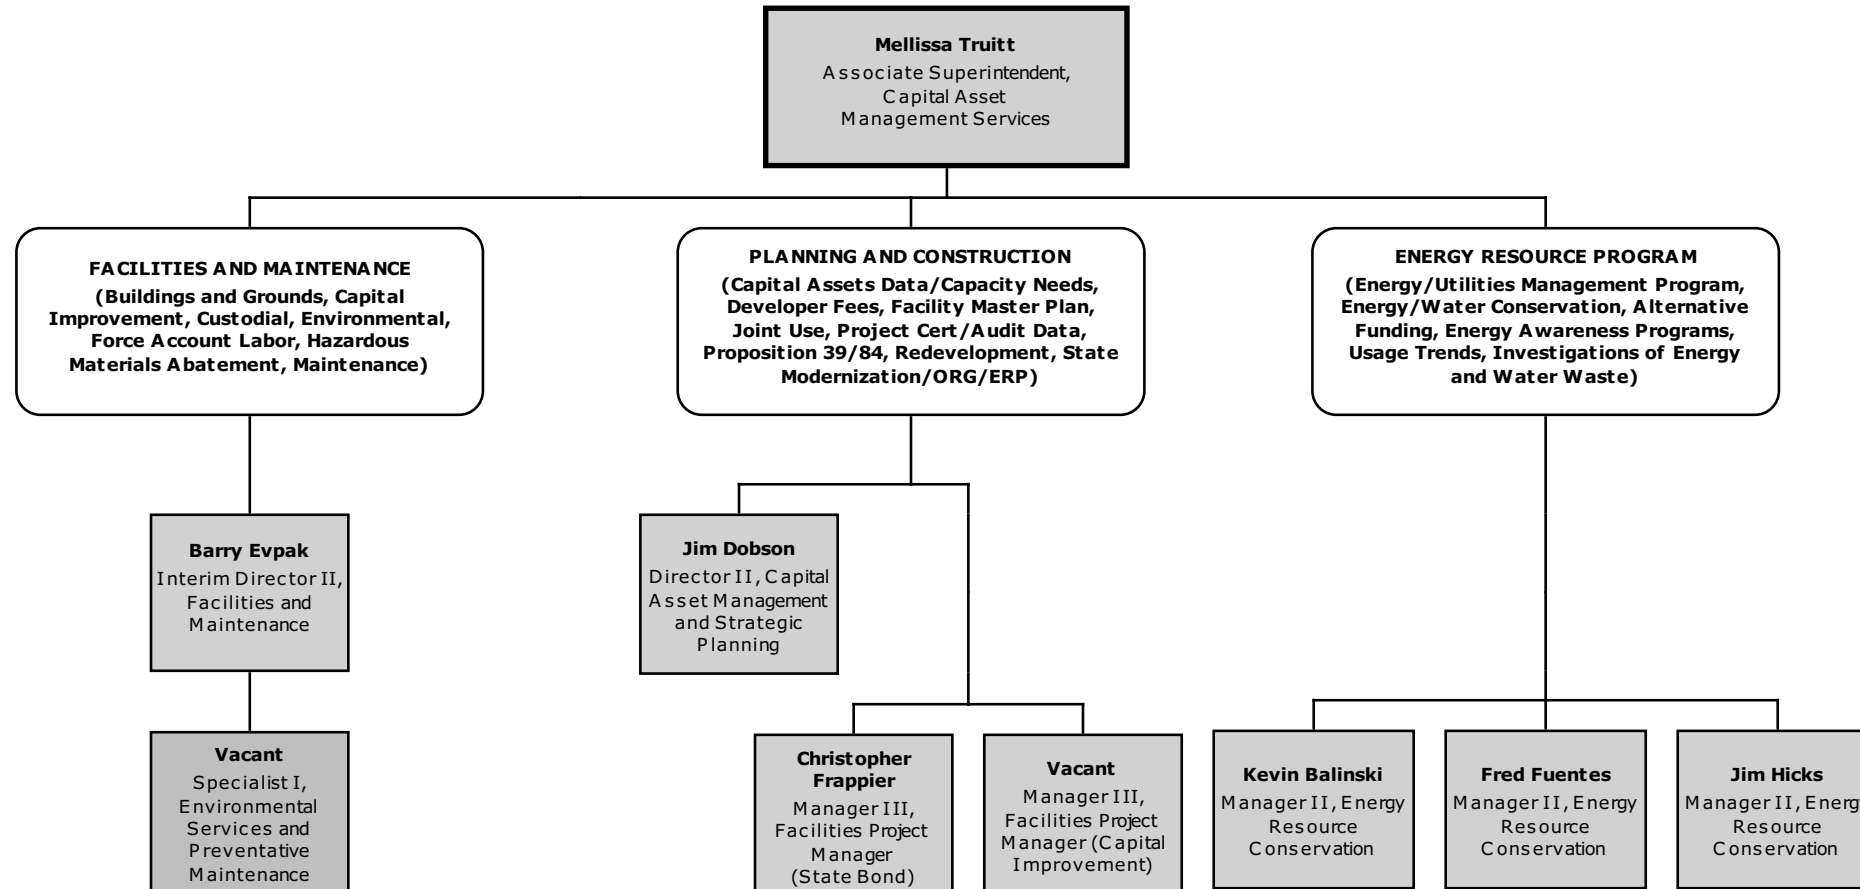 Mellissa Truitt
Associate Superintendent,
Capital Asset
Management Services
FACILITIES AND MAINTENANCE
(Buildings and Grounds, Capital
Improvement, Custodial, Environmental,
Force Account Labor, Hazardous
Materials Abatement, Maintenance)
PLANNING AND CONSTRUCTION
(Capital Assets Data/Capacity Needs,
Developer Fees, Facility Master Plan,
Joint Use, Project Cert/Audit Data,
Proposition 39/84, Redevelopment, State
Modernization/ORG/ERP)
ENERGY RESOURCE PROGRAM
(Energy/Utilities Management Program,
Energy/Water Conservation, Alternative
Funding, Energy Awareness Programs,
Usage Trends, Investigations of Energy
and Water Waste)
Barry Evpak
Interim Director II,
Facilities and
Maintenance
Jim Dobson
Director II, Capital
Asset Management
and Strategic
Planning
Vacant
Specialist I,
Environmental
Services and
Preventative
Maintenance
Christopher
Frappier
Manager III,
Facilities Project
Manager
(State Bond)
Vacant
Manager III,
Facilities Project
Manager (Capital
Improvement)
Kevin Balinski
Manager II, Energy
Resource
Conservation
Fred Fuentes
Manager II, Energy
Resource
Conservation
Jim Hicks
Manager II, Energy
Resource
Conservation